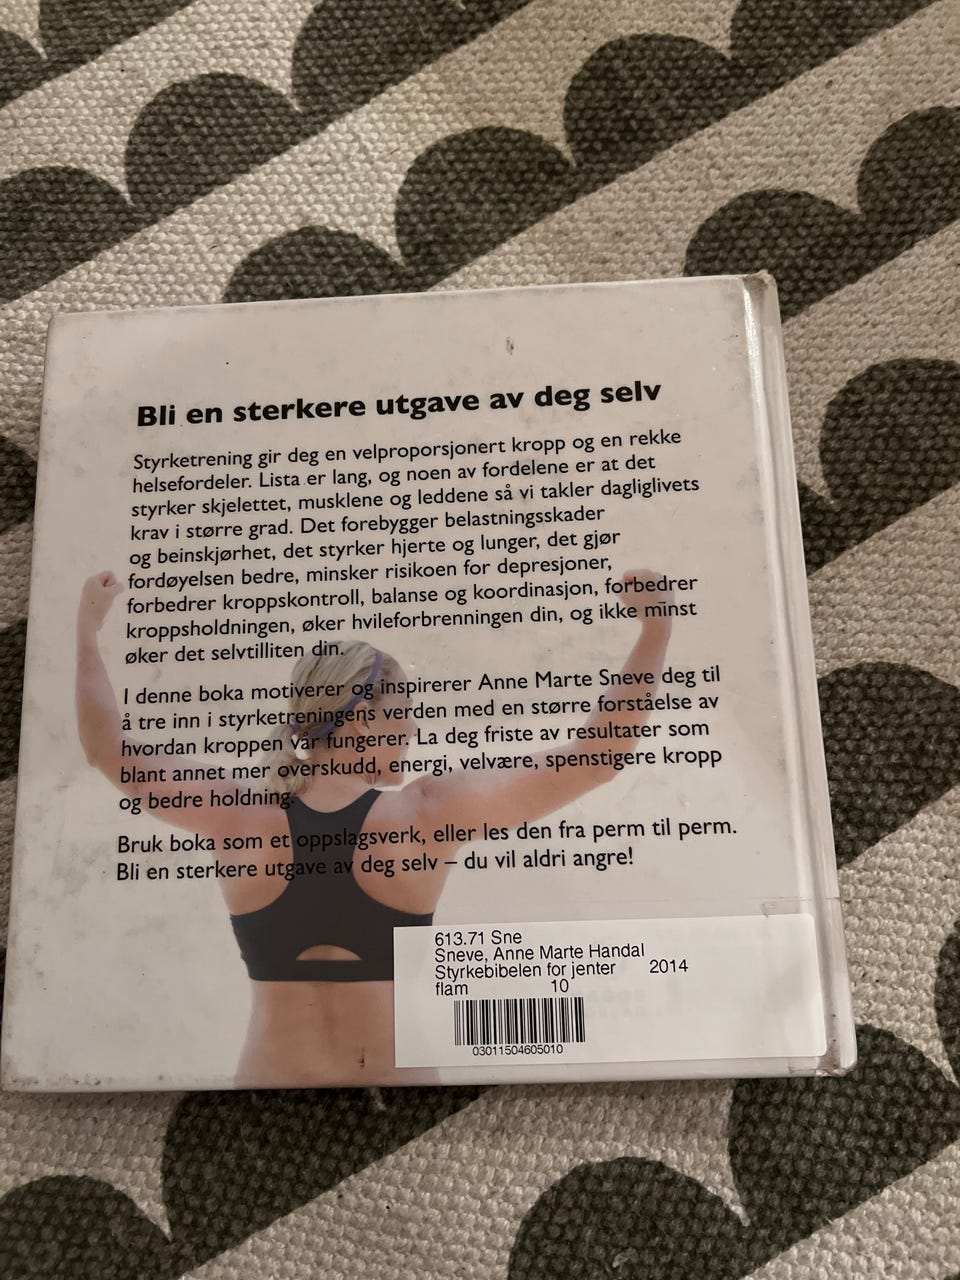 Bli en sterkere utgave av deg selv
Styrketrening gir deg en velproporsjonert kropp og en rekke
helsefordeler. Lista er lang, og noen av fordelene er at det
styrker skjelettet, musklene og leddene så vi takler dagliglivets
krav i større grad. Det forebygger belastningsskader
og beinskjørhet, det styrker hjerte og lunger, det gjør
fordøyelsen bedre, minsker risikoen for depresjoner,
forbedrer kroppskontroll, balanse og koordinasjon, forbedrer
kroppsholdningen, øker hvileforbrenningen din, og ikke minst
øker det selvtilliten din.
I denne boka motiverer og inspirerer Anne Marte Sneve deg til
å tre inn i styrketreningens verden med en større forståelse av
hvordan kroppen vår fungerer. La deg friste av resultater som
blant annet mer overskudd, energi, velvære, spenstigere kropp
og bedre holdning.
Bruk boka som et oppslagsverk, eller les den fra perm til perm.
Bli en sterkere utgave av deg selv – du vil aldri angre!
613.71 Sne
Sneve, Anne Marte Handal
Styrkebibelen for jenter 2014
flam 10
03011504605010